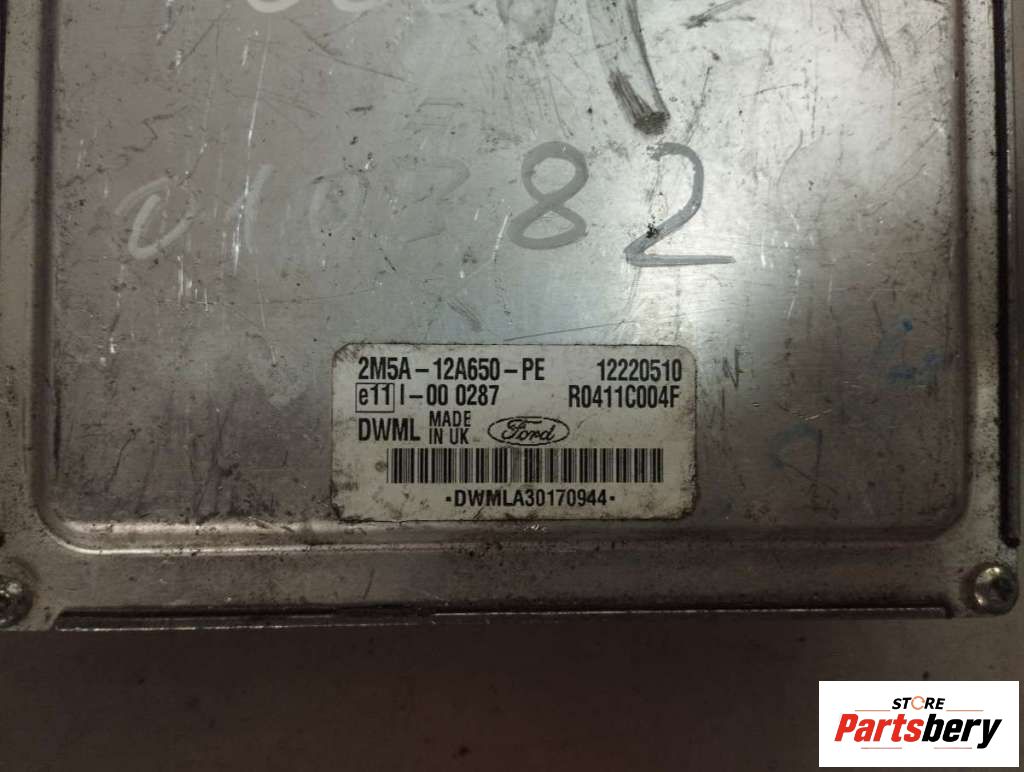 82
2M5A-12A650-PE 12220510
e11 I-00 0287 R0411C004F
DWML MADE IN UK Ford
·DWMLA30170944·
STORE
Partsbery